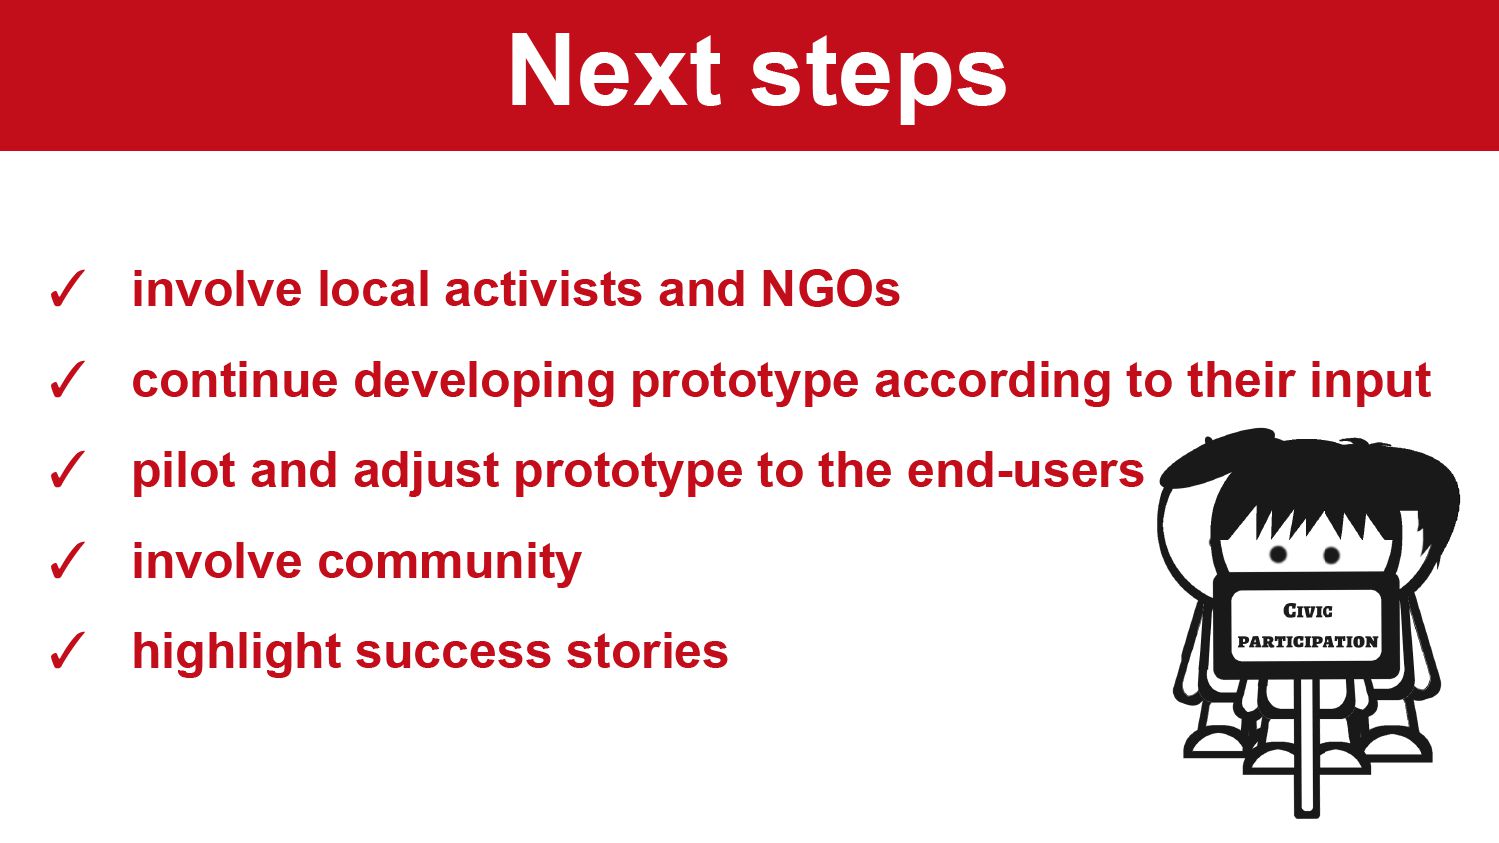 Next steps
✓ involve local activists and NGOs
✓ continue developing prototype according to their input
✓ pilot and adjust prototype to the end-users
✓ involve community
✓ highlight success stories
Civic
participation